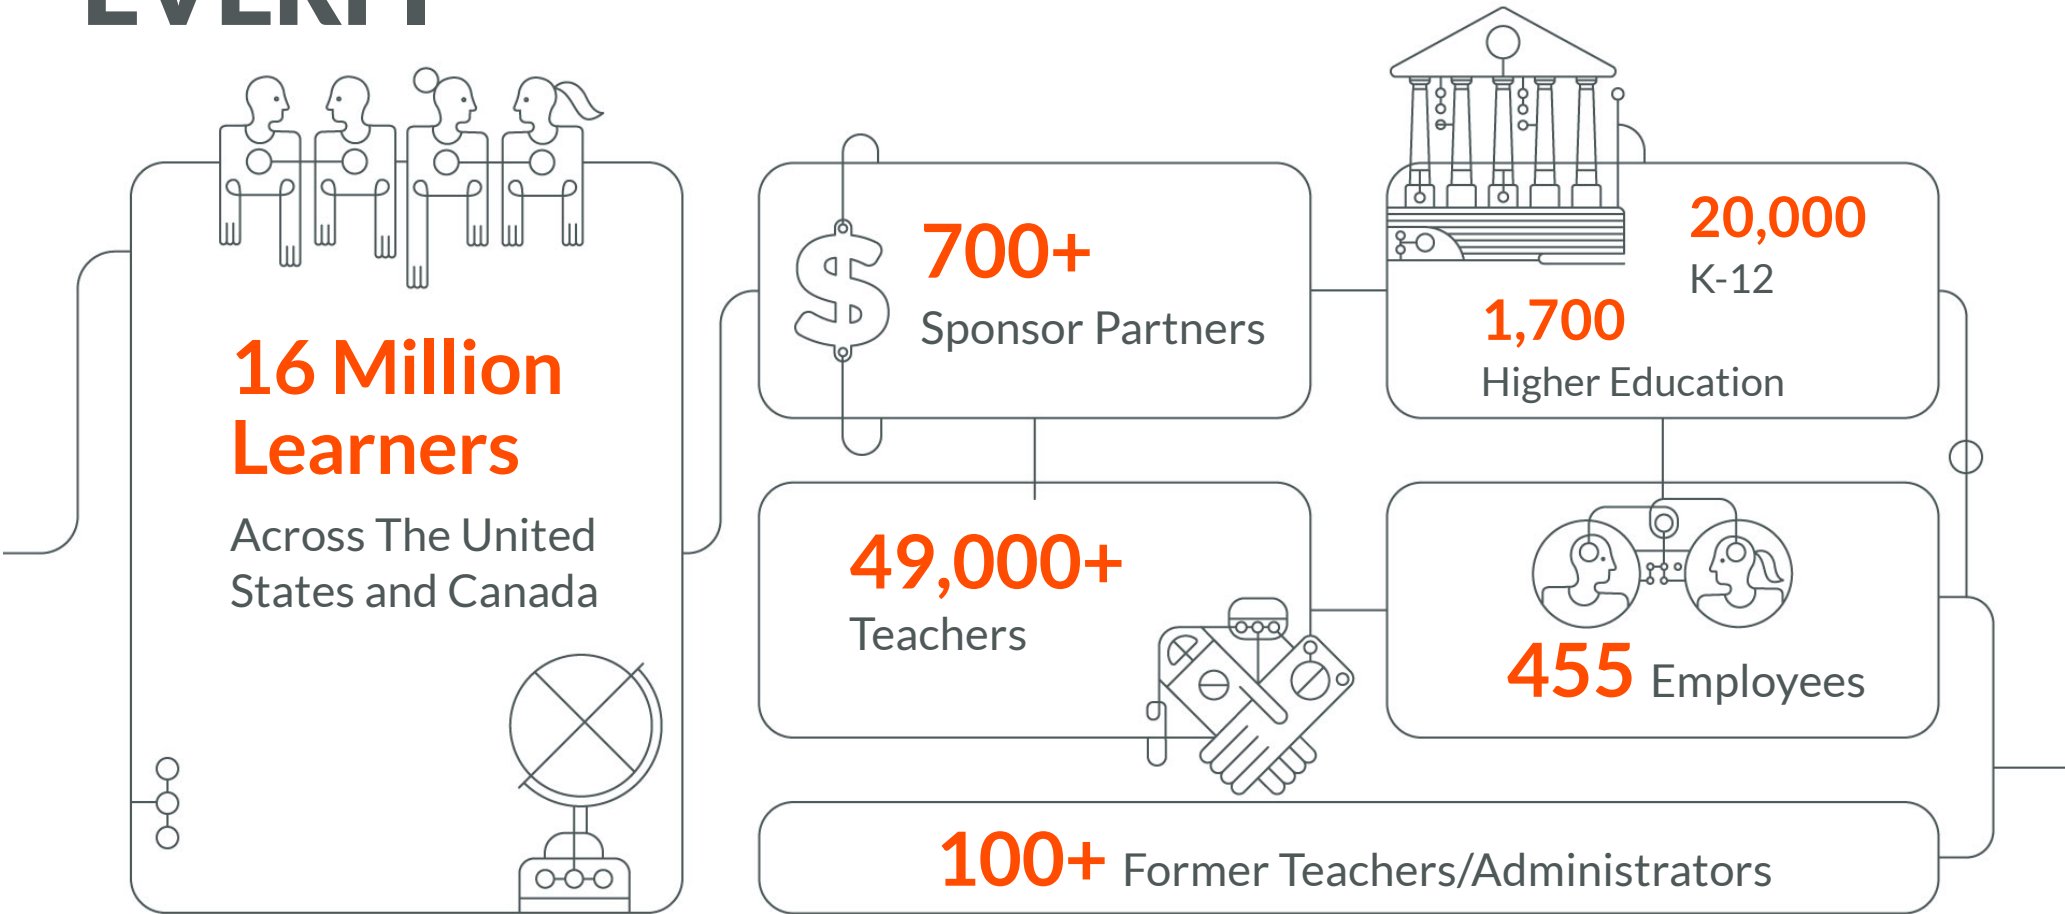 16 Million
Learners
Across The United
States and Canada
700+
Sponsor Partners
20,000
K-12
1,700
Higher Education
49,000+
Teachers
455 Employees
100+ Former Teachers/Administrators